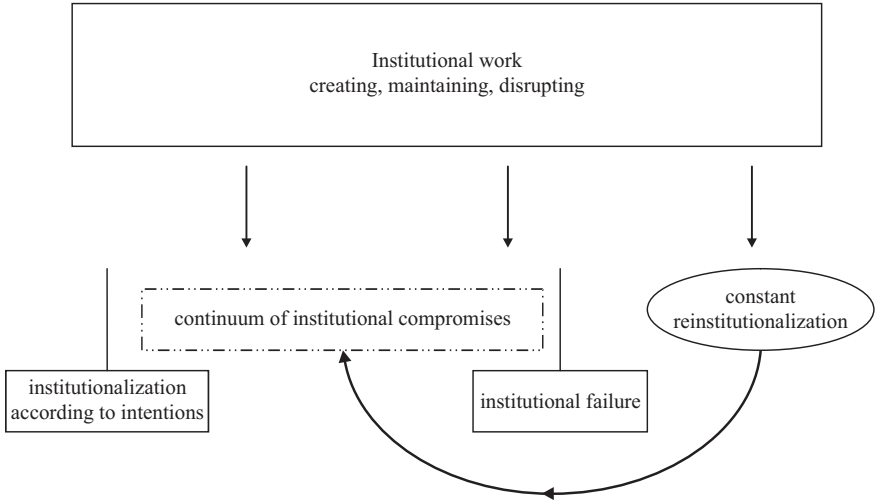 Institutional work
creating, maintaining, disrupting
continuum of institutional compromises
constant
reinstitutionalization
institutionalization
according to intentions
institutional failure